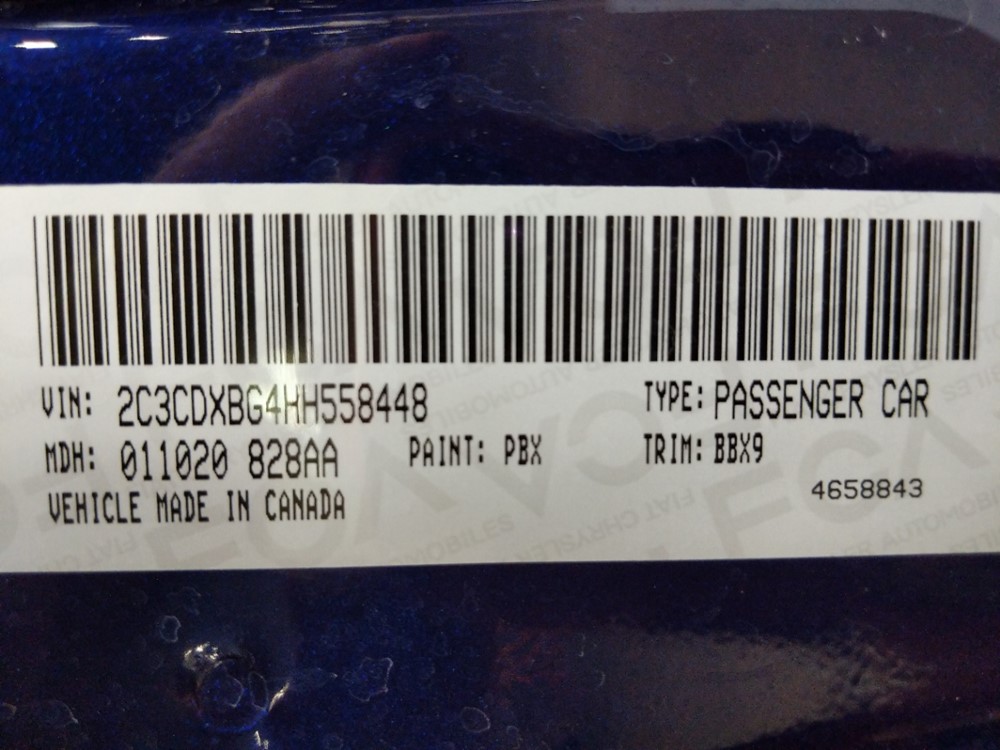 VIN: 2C3CDXBG4HH558448 TYPE: PASSENGER CAR
MDH: 011020 828AA PAINT: PBX TRIM: BBX9
VEHICLE MADE IN CANADA 4658843